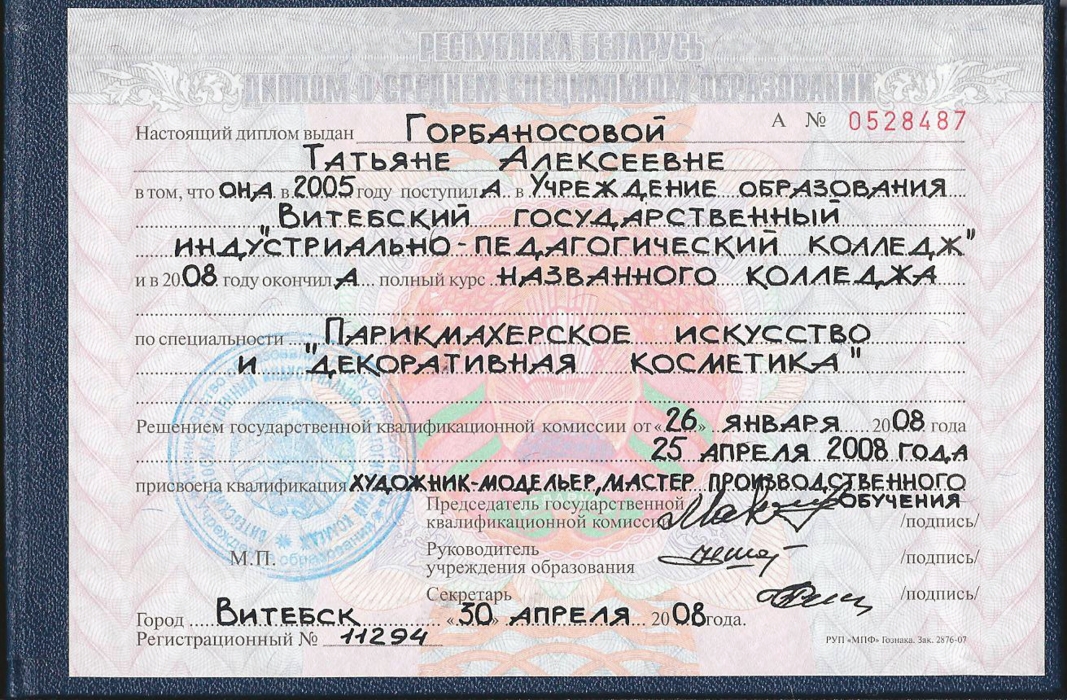 РЕСПУБЛИКА БЕЛАРУСЬ
ДИПЛОМ О СРЕДНЕМ СПЕЦИАЛЬНОМ ОБРАЗОВАНИИ
А № 0528487
Настоящий диплом выдан ГОРБАНОСОВОЙ
ТАТЬЯНЕ АЛЕКСЕЕВНЕ
в том, что ОНА в 2005 году поступилА в УЧРЕЖДЕНИЕ ОБРАЗОВАНИЯ
"ВИТЕБСКИЙ ГОСУДАРСТВЕННЫЙ
ИНДУСТРИАЛЬНО-ПЕДАГОГИЧЕСКИЙ КОЛЛЕДЖ"
и в 2008 году окончилА полный курс НАЗВАННОГО КОЛЛЕДЖА
по специальности "ПАРИКМАХЕРСКОЕ ИСКУССТВО
И ДЕКОРАТИВНАЯ КОСМЕТИКА"
Решением государственной квалификационной комиссии от «26» ЯНВАРЯ 2008 года
25 АПРЕЛЯ 2008 ГОДА
присвоена квалификация ХУДОЖНИК-МОДЕЛЬЕР, МАСТЕР ПРОИЗВОДСТВЕННОГО
ОБУЧЕНИЯ
Председатель государственной
квалификационной комиссии /подпись/
М.П.
Руководитель
учреждения образования /подпись/
Секретарь /подпись/
Город ВИТЕБСК «30» АПРЕЛЯ 2008 года.
Регистрационный № 11294
РУП «МПФ» Гознака. Зак. 2876-07